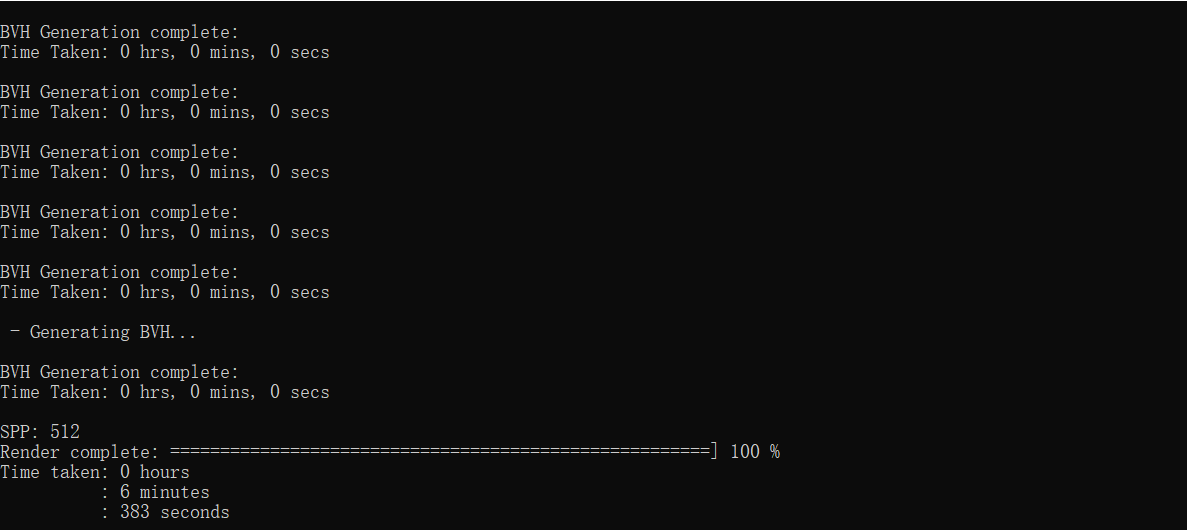 BVH Generation complete:
Time Taken: 0 hrs, 0 mins, 0 secs
BVH Generation complete:
Time Taken: 0 hrs, 0 mins, 0 secs
BVH Generation complete:
Time Taken: 0 hrs, 0 mins, 0 secs
BVH Generation complete:
Time Taken: 0 hrs, 0 mins, 0 secs
BVH Generation complete:
Time Taken: 0 hrs, 0 mins, 0 secs
 - Generating BVH...
BVH Generation complete:
Time Taken: 0 hrs, 0 mins, 0 secs
SPP: 512
Render complete: ======================================================] 100 %
Time taken: 0 hours
          : 6 minutes
          : 383 seconds